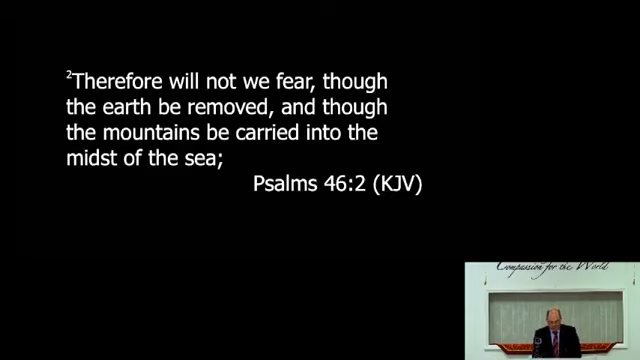 ²Therefore will not we fear, though
the earth be removed, and though
the mountains be carried into the
midst of the sea;
Psalms 46:2 (KJV)
Compassion for the World